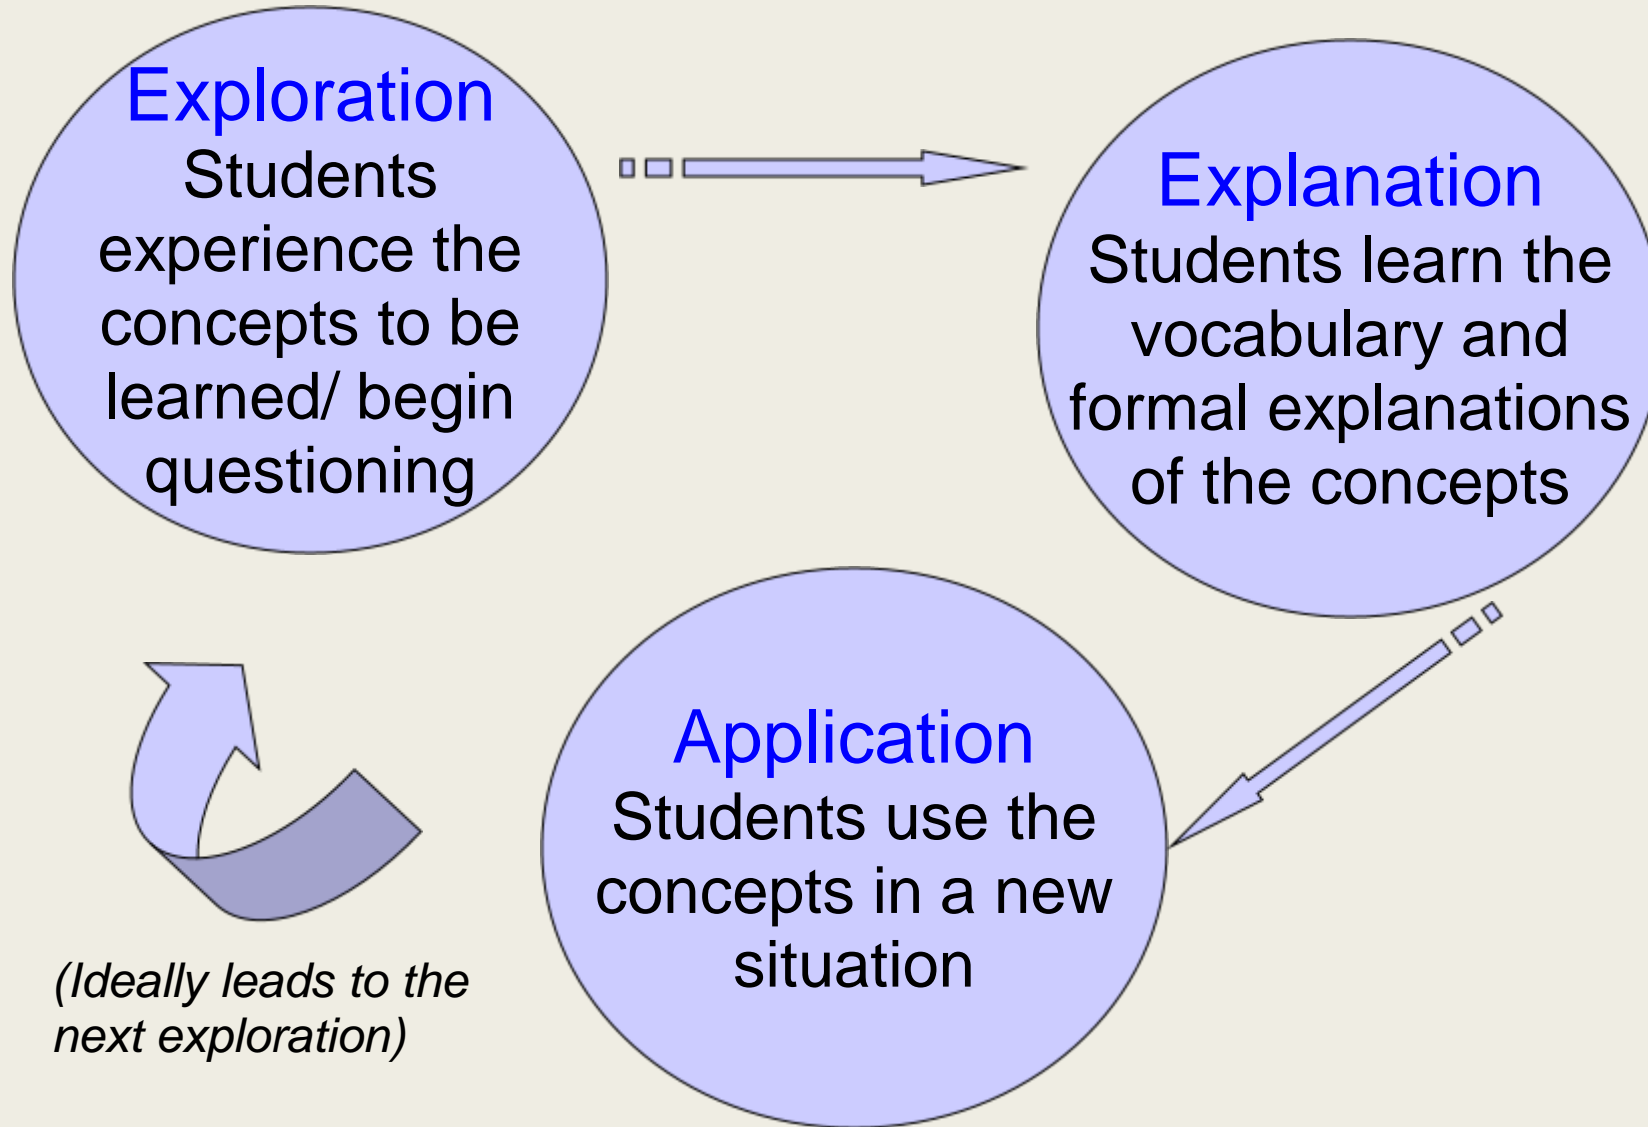 Exploration
Students
experience the
concepts to be
learned/ begin
questioning
Explanation
Students learn the
vocabulary and
formal explanations
of the concepts
Application
Students use the
concepts in a new
situation
(Ideally leads to the
next exploration)